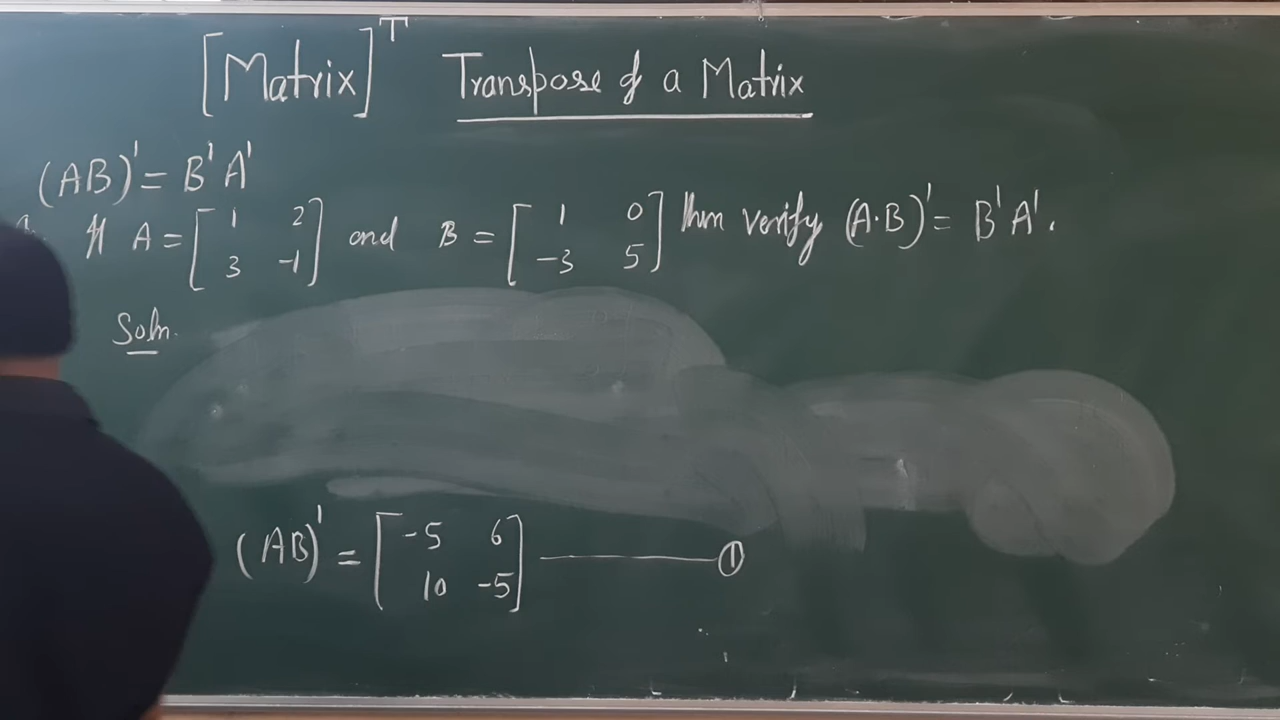 [Matrix]ᵀ Transpose of a Matrix
(AB)' = B'A'
If A = [1 2; 3 -1] and B = [1 0; -3 5] then verify (A·B)' = B'A'.
Soln.
(AB)' = [-5 6; 10 -5] ——— ①